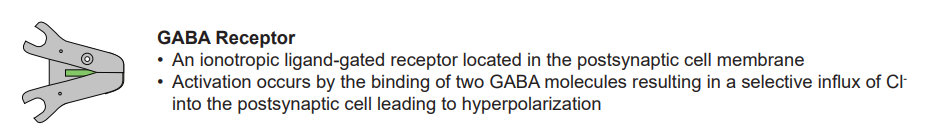 GABA Receptor
• An ionotropic ligand-gated receptor located in the postsynaptic cell membrane
• Activation occurs by the binding of two GABA molecules resulting in a selective influx of Cl-
into the postsynaptic cell leading to hyperpolarization